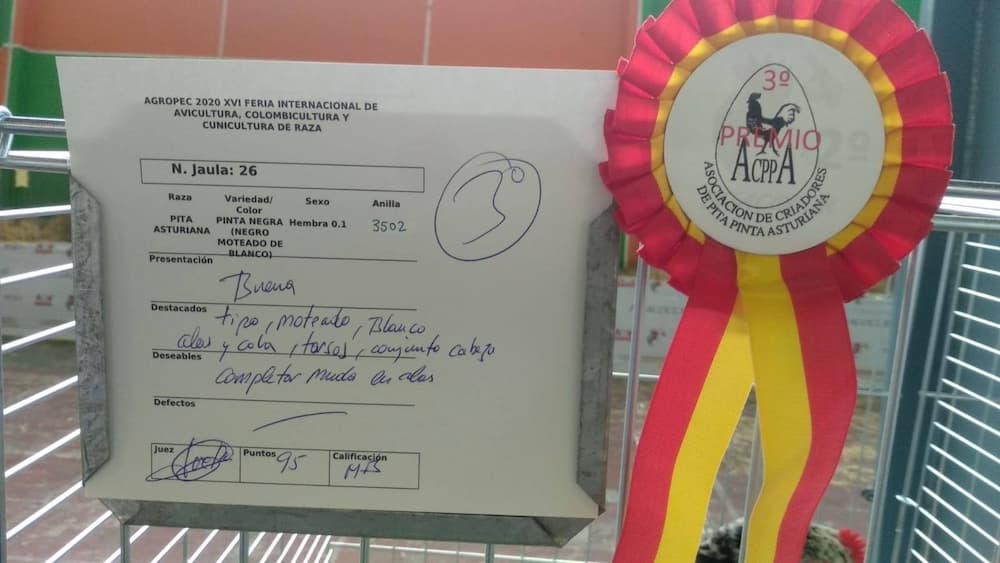 AGROPEC 2020 XVI FERIA INTERNACIONAL DE
AVICULTURA, COLOMBICULTURA Y
CUNICULTURA DE RAZA
N. Jaula: 26
3º
Raza Variedad/ Color Sexo Anilla
PITA ASTURIANA PINTA NEGRA (NEGRO MOTEADO DE BLANCO) Hembra 0.1 3502
Presentación
Buena
Destacados
tipo, moteado, Blanco
alas y cola, tarsos, conjunto cabeza
Deseables
completar muda en alas
Defectos
Juez Puntos 95 Calificación MB
3º
PREMIO
ACPPA
ASOCIACION DE CRIADORES
DE PITA PINTA ASTURIANA